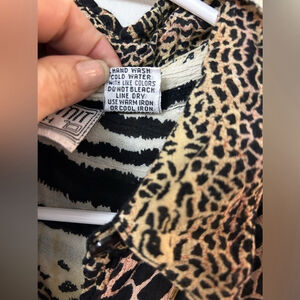 HAND WASH
COLD WATER
WITH LIKE COLORS
DO NOT BLEACH
LINE DRY
USE WARM IRON
OR COOL IRON.